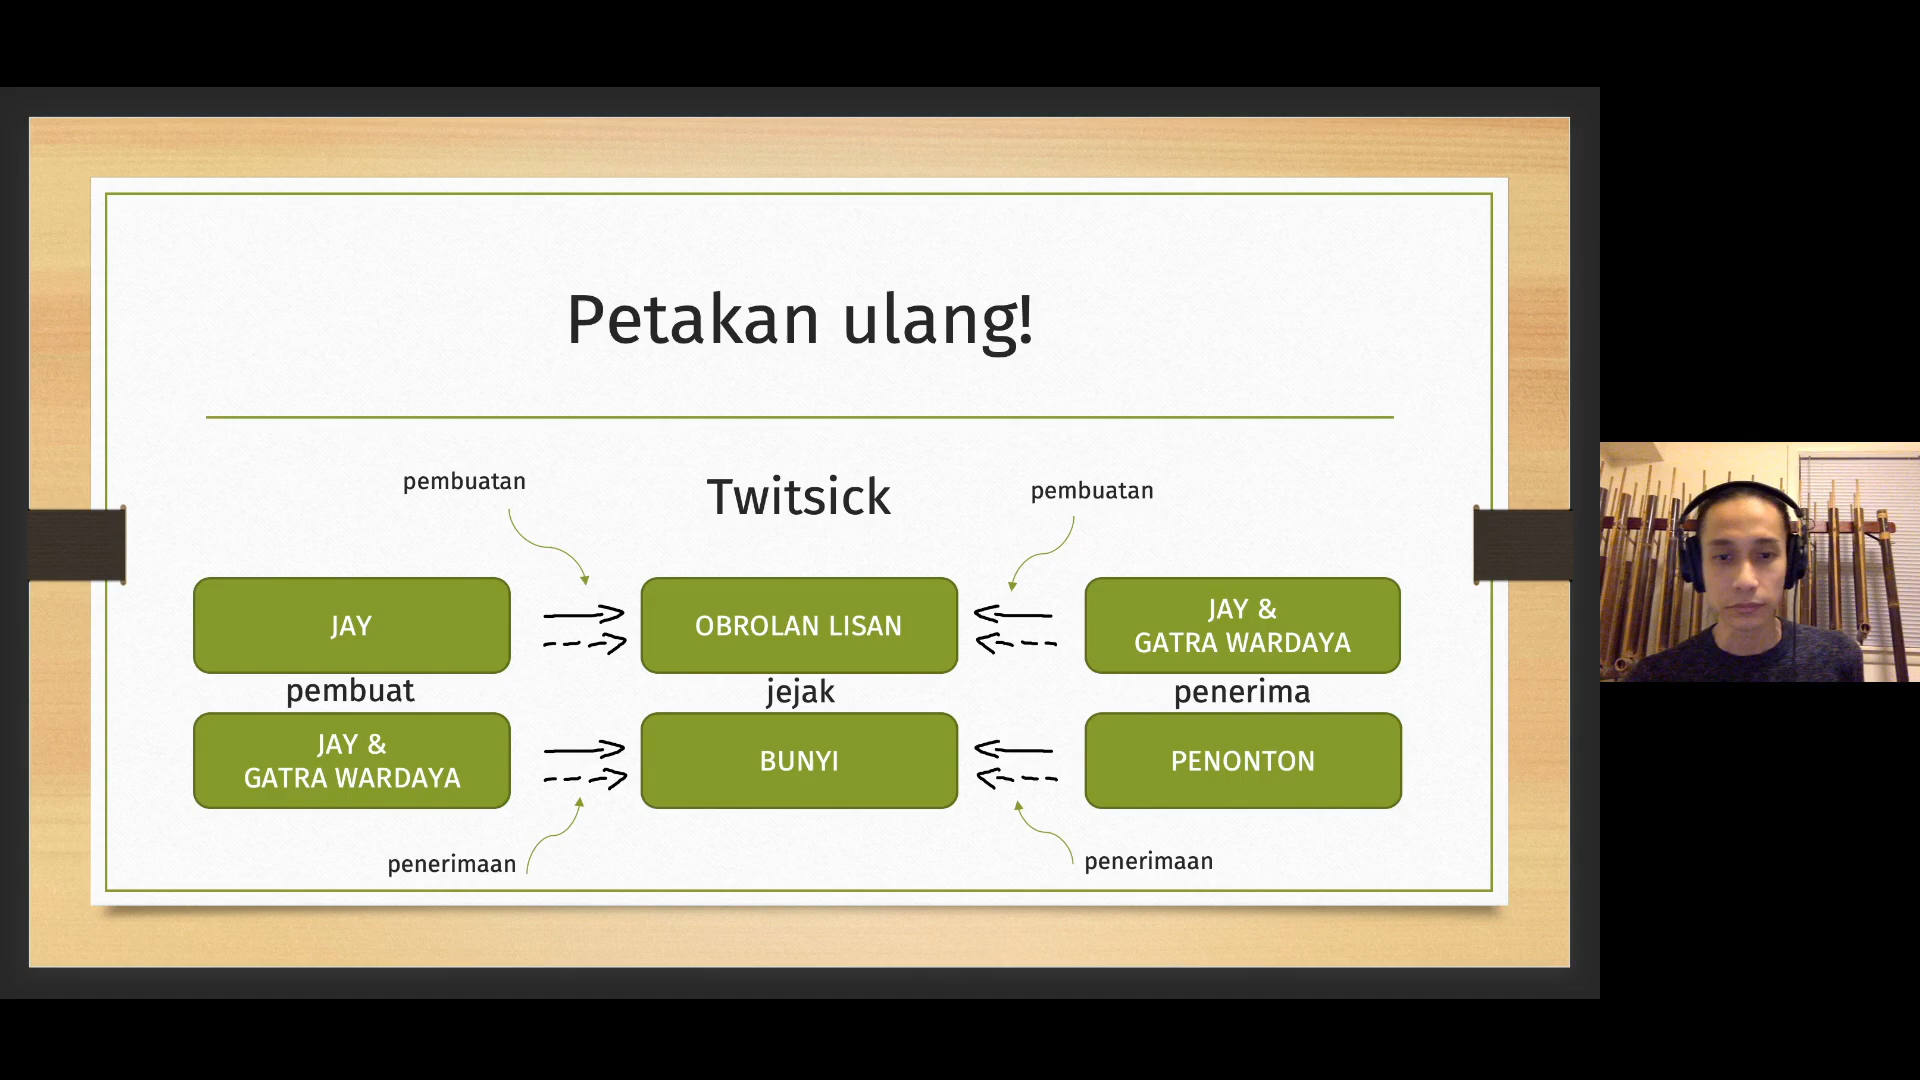 Petakan ulang!
pembuatan
Twitsick
pembuatan
JAY
OBROLAN LISAN
JAY &
GATRA WARDAYA
pembuat
jejak
penerima
JAY &
GATRA WARDAYA
BUNYI
PENONTON
penerimaan
penerimaan